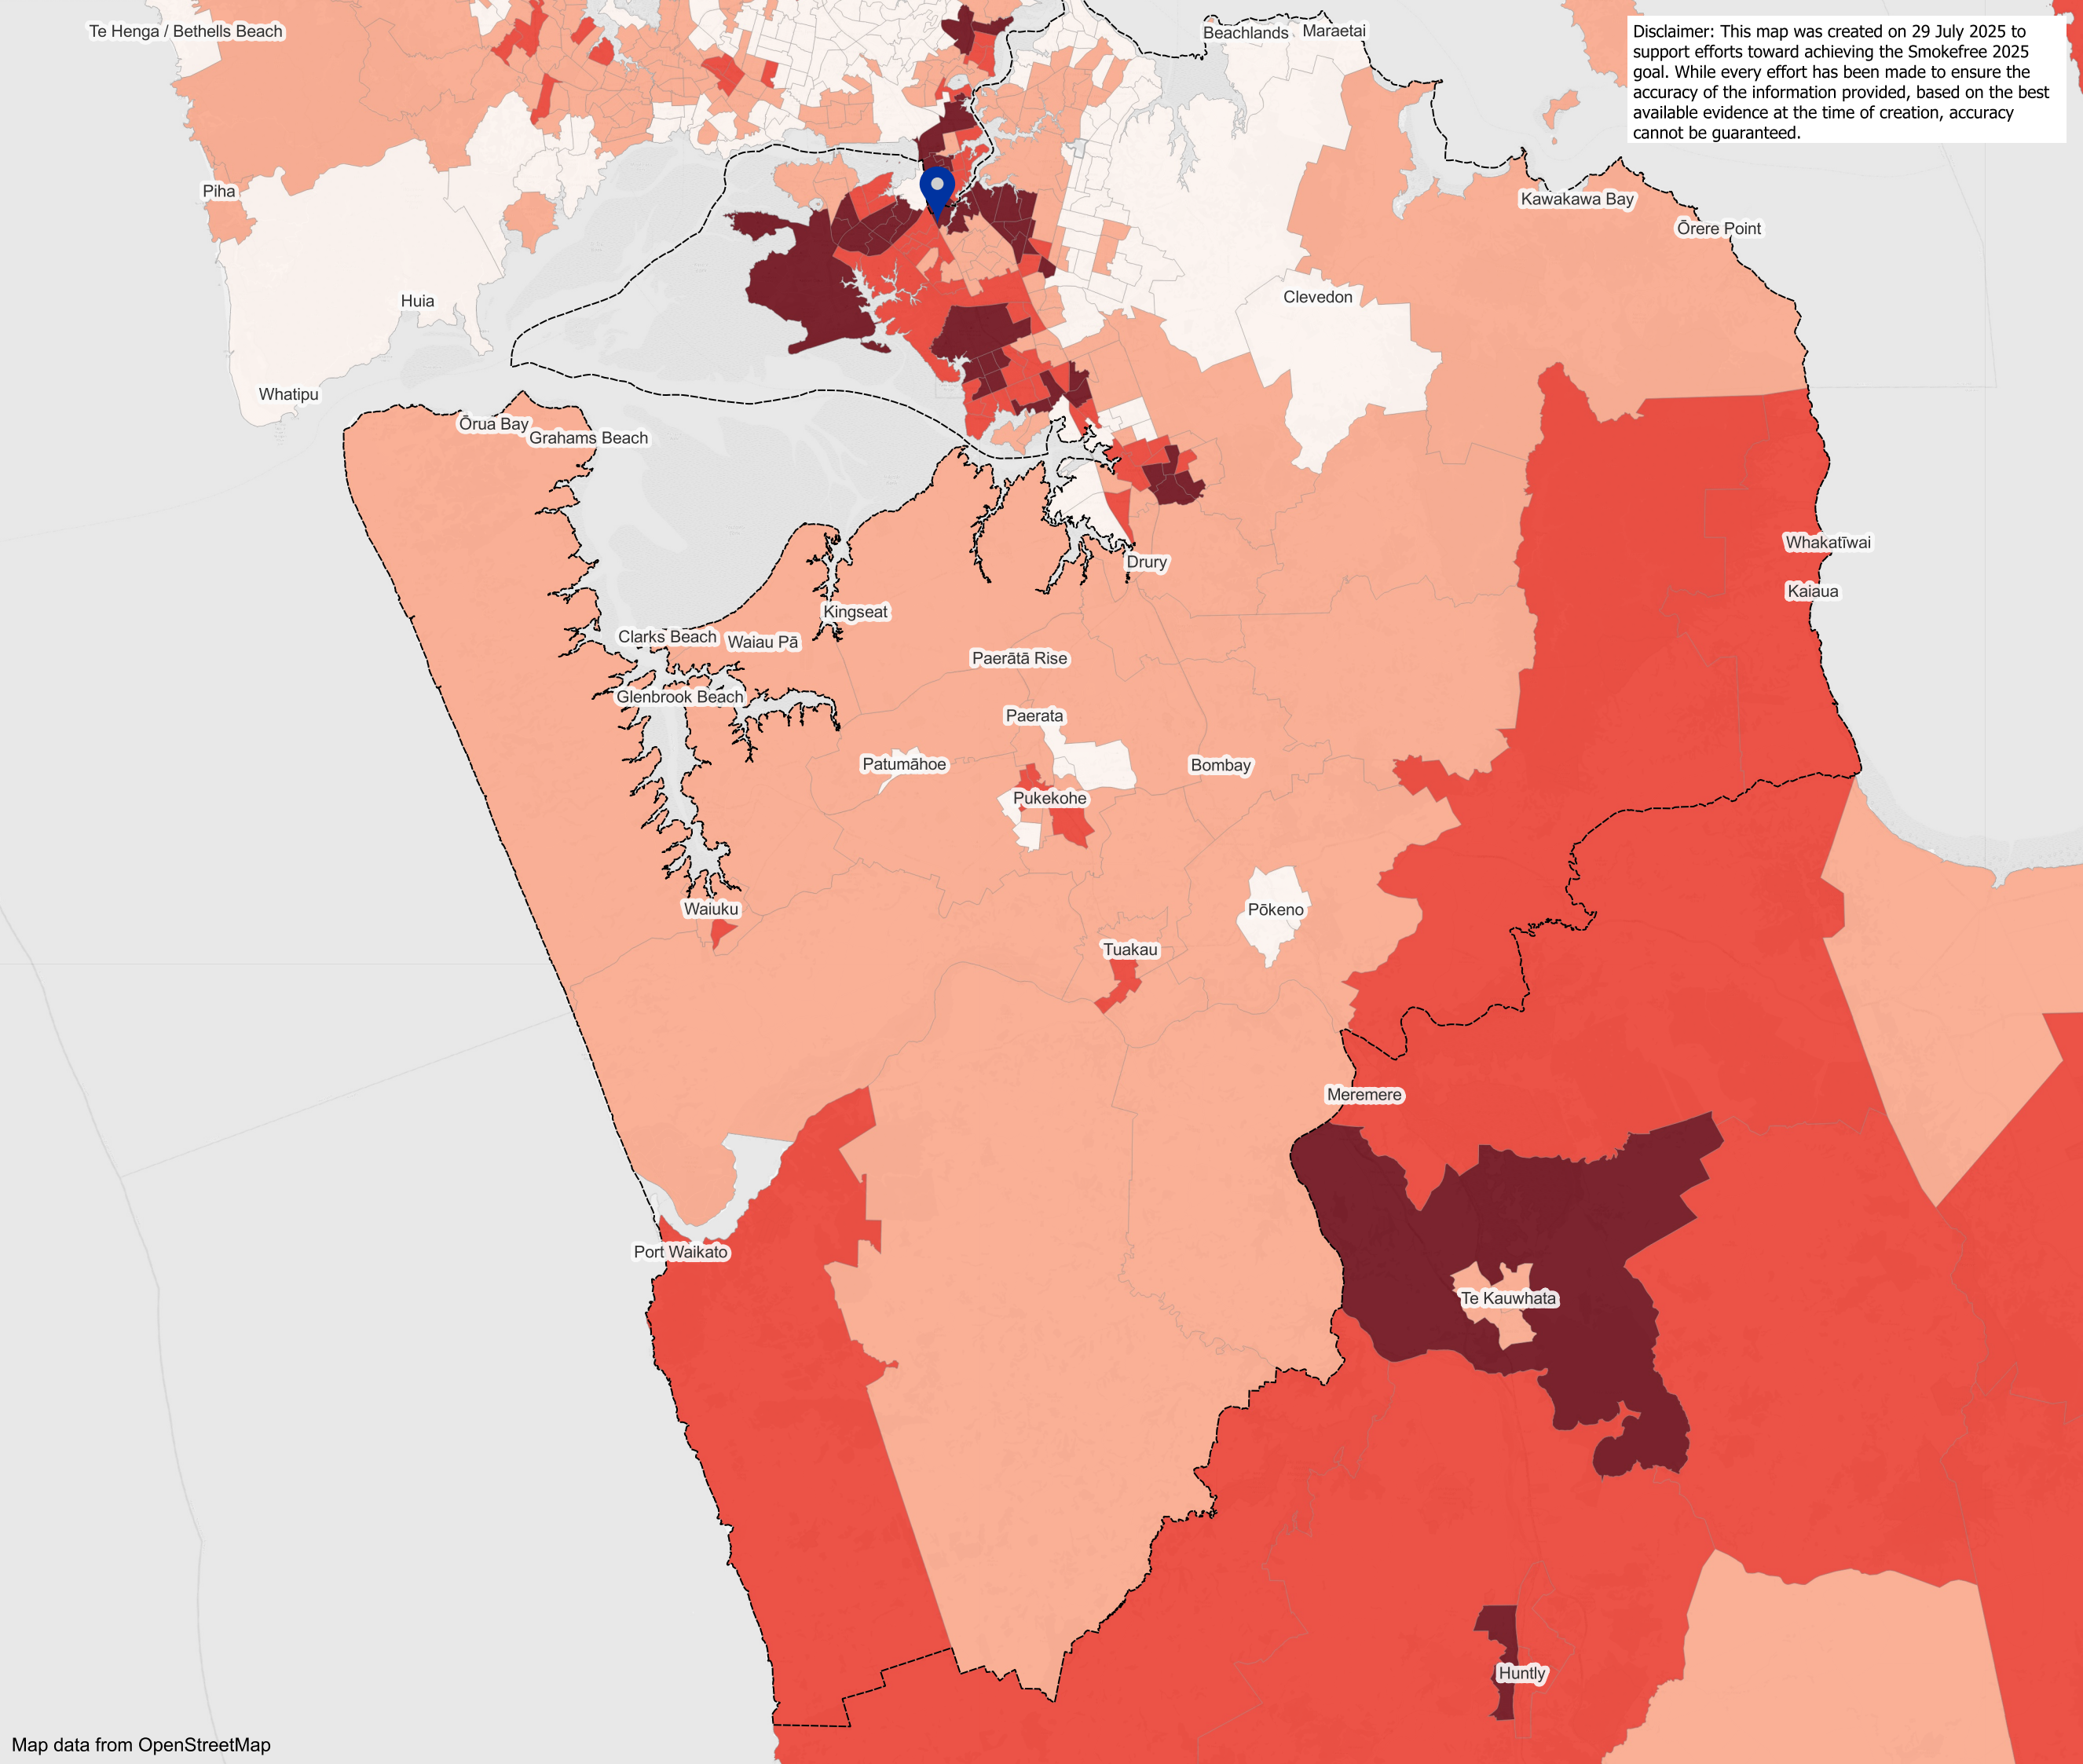 Te Henga / Bethells Beach
Beachlands
Maraetai
Disclaimer: This map was created on 29 July 2025 to
support efforts toward achieving the Smokefree 2025
goal. While every effort has been made to ensure the
accuracy of the information provided, based on the best
available evidence at the time of creation, accuracy
cannot be guaranteed.
Piha
Kawakawa Bay
Ōrere Point
Huia
Clevedon
Whatipu
Ōrua Bay
Grahams Beach
Whakatīwai
Drury
Kaiaua
Kingseat
Clarks Beach
Waiau Pā
Paerātā Rise
Glenbrook Beach
Paerata
Patumāhoe
Bombay
Pukekohe
Waiuku
Pōkeno
Tuakau
Meremere
Port Waikato
Te Kauwhata
Huntly
Map data from OpenStreetMap